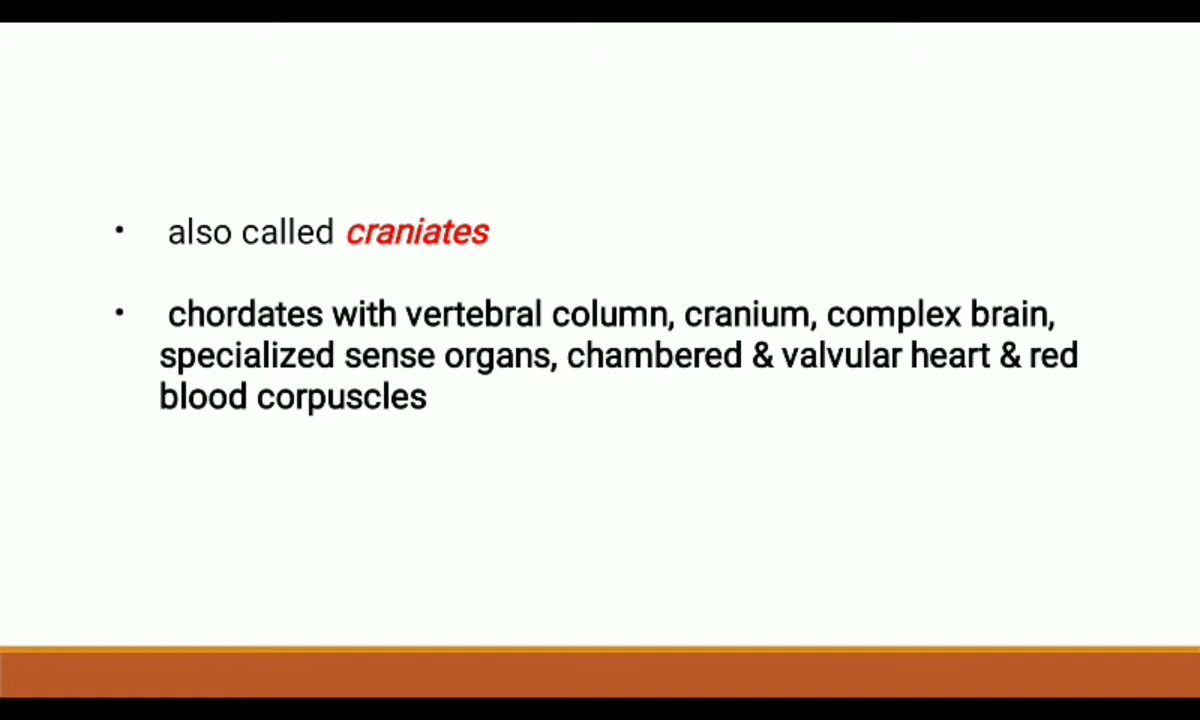 • also called craniates
• chordates with vertebral column, cranium, complex brain,
specialized sense organs, chambered & valvular heart & red
blood corpuscles